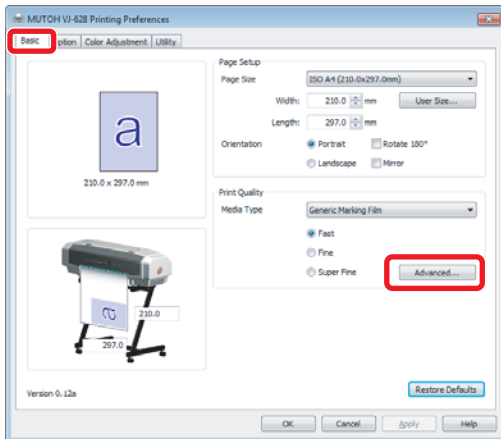 MUTOH VJ-628 Printing Preferences
Basic ption Color Adjustment Utility
Page Setup
Page Size ISO A4 (210.0x297.0mm)
Width: 210.0 mm User Size...
Length: 297.0 mm
Orientation Portrait Rotate 180°
Landscape Mirror
a
210.0 x 297.0 mm
Print Quality
Media Type Generic Marking Film
Fast
Fine
Super Fine Advanced...
a
210.0
297.0
Version 0.12a
Restore Defaults
OK Cancel Apply Help